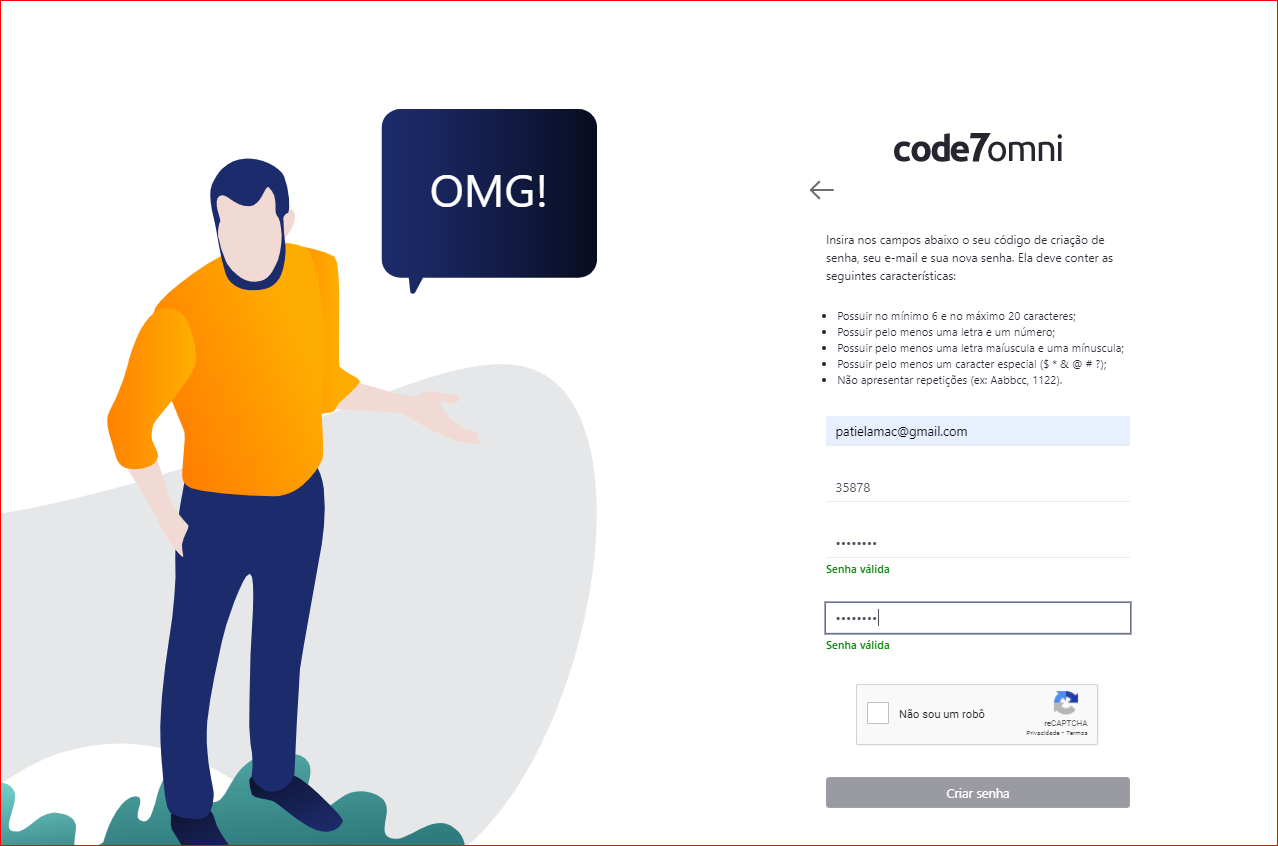 OMG!
code7omni
Insira nos campos abaixo o seu código de criação de
senha, seu e-mail e sua nova senha. Ela deve conter as
seguintes característicias:
• Possuir no mínimo 6 e no máximo 20 caracteres;
• Possuir pelo menos uma letra e um número;
• Possuir pelo menos uma letra maíuscula e uma mínuscula;
• Possuir pelo menos um caracter especial ($ * & @ # ?);
• Não apresentar repetições (ex: Aabbcc, 1122).
patielamac@gmail.com
35878
••••••••
Senha válida
••••••••
Senha válida
Não sou um robô
reCAPTCHA
Privacidade • Termos
Criar senha